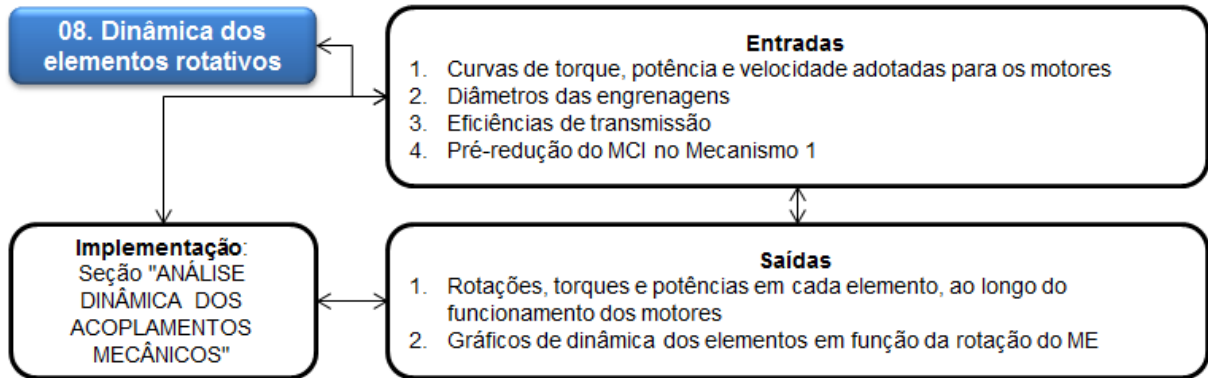 08. Dinâmica dos
elementos rotativos
Entradas
1. Curvas de torque, potência e velocidade adotadas para os motores
2. Diâmetros das engrenagens
3. Eficiências de transmissão
4. Pré-redução do MCI no Mecanismo 1
Implementação:
Seção "ANÁLISE
DINÂMICA DOS
ACOPLAMENTOS
MECÂNICOS"
Saídas
1. Rotações, torques e potências em cada elemento, ao longo do
funcionamento dos motores
2. Gráficos de dinâmica dos elementos em função da rotação do ME